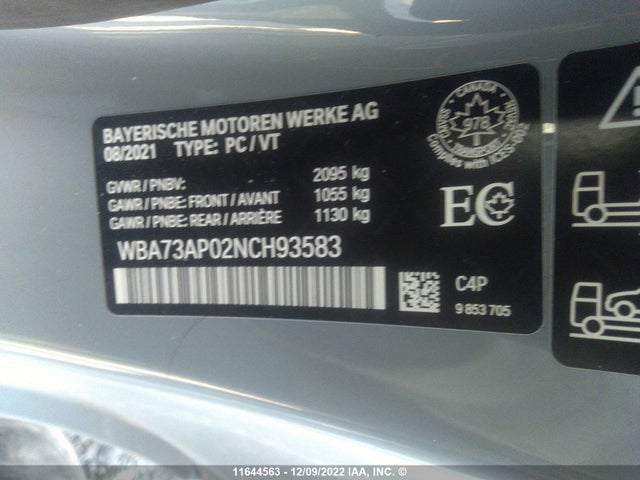 BAYERISCHE MOTOREN WERKE AG
08/2021 TYPE: PC/VT
GVWR / PNBV: 2095 kg
GAWR / PNBE: FRONT / AVANT 1055 kg
GAWR / PNBE: REAR / ARRIÈRE 1130 kg
WBA73AP02NCH93583
CANADA
978
TRANSPORT
EC
C4P
9 853 705
11644563 - 12/09/2022 IAA, Inc. ©